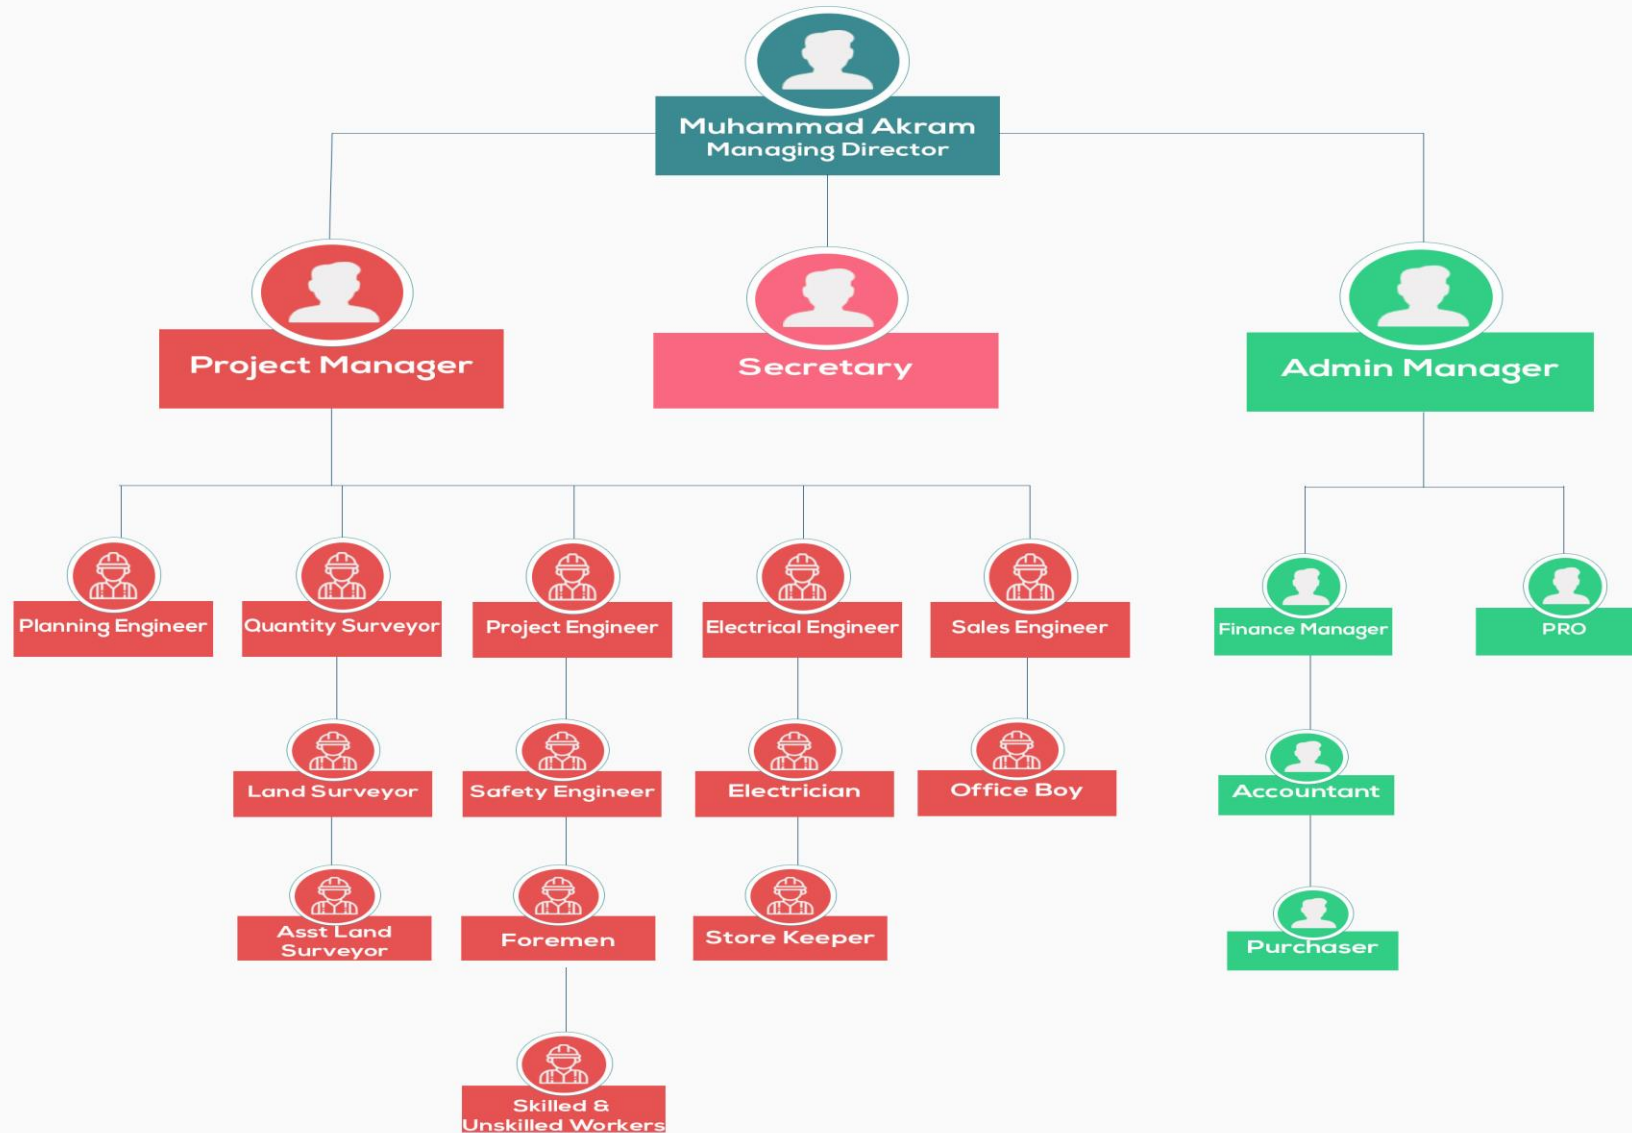 Muhammad Akram
Managing Director
Project Manager
Secretary
Admin Manager
Planning Engineer
Quantity Surveyor
Project Engineer
Electrical Engineer
Sales Engineer
Finance Manager
PRO
Land Surveyor
Safety Engineer
Electrician
Office Boy
Accountant
Asst Land
Surveyor
Foremen
Store Keeper
Purchaser
Skilled &
Unskilled Workers